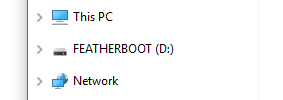 This PC
FEATHERBOOT (D:)
Network